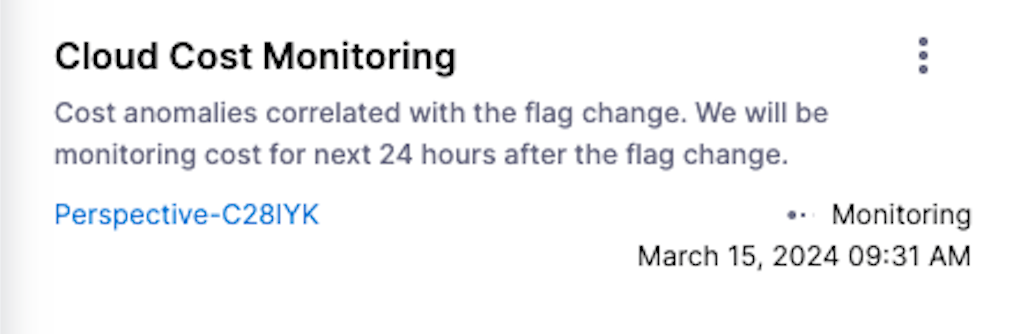 Cloud Cost Monitoring
Cost anomalies correlated with the flag change. We will be
monitoring cost for next 24 hours after the flag change.
Perspective-C28IYK
Monitoring
March 15, 2024 09:31 AM